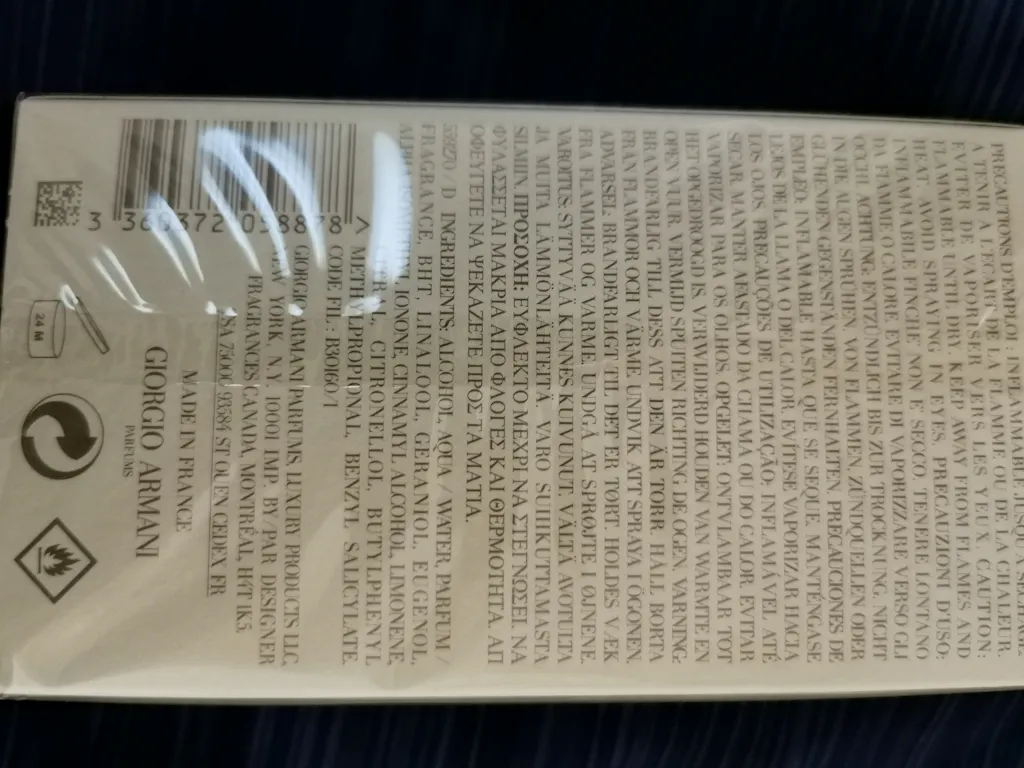 PRECAUTIONS D'EMPLOI : INFLAMMABLE JUSQU'À SÉCHAGE.
À TENIR À L'ÉCART DE LA FLAMME OU DE LA CHALEUR.
ÉVITER DE VAPORISER VERS LES YEUX. CAUTION:
FLAMMABLE UNTIL DRY. KEEP AWAY FROM FLAMES AND
HEAT. AVOID SPRAYING IN EYES. PRECAUZIONI D'USO:
INFIAMMABILE FINCHÈ NON È SECCO. TENERE LONTANO
DA FIAMME O CALORE. EVITARE DI VAPORIZZARE VERSO GLI
OCCHI. ACHTUNG: ENTZÜNDLICH BIS ZUR TROCKNUNG. NICHT
IN DIE AUGEN SPRÜHEN. VON FLAMMEN, ZÜNDQUELLEN ODER
GLÜHENDEN GEGENSTÄNDEN FERNHALTEN. PRECAUCIONES DE
EMPLEO: INFLAMABLE HASTA QUE SE SEQUE. MANTÉNGASE
LEJOS DE LA LLAMA O DEL CALOR. EVÍTESE VAPORIZAR HACIA
LOS OJOS. PRECAUÇÕES DE UTILIZAÇÃO: INFLAMÁVEL ATÉ
SECAR. MANTER AFASTADO DA CHAMA OU DO CALOR. EVITAR
VAPORIZAR PARA OS OLHOS. OPGELET: ONTVLAMBAAR TOT
HET OPGEDROOGD IS. VERWIJDERD HOUDEN VAN WARMTE EN
OPEN VUUR. VERMIJD SPUITEN RICHTING DE OGEN. VARNING:
BRANDFARLIG TILL DESS ATT DEN ÄR TORR. HÅLL BORTA
FRÅN FLAMMOR OCH VÄRME. UNDVIK ATT SPRAYA I ÖGONEN.
ADVARSEL: BRANDFARLIGT TIL DET ER TØRT. HOLDES VÆK
FRA FLAMMER OG VARME. UNDGÅ AT SPRØJTE I ØJNENE.
VAROITUS: SYTTYVÄÄ KUNNES KUIVUNUT. VÄLTÄ AVOTULTA
JA MUITA LÄMMÖNLÄHTEITÄ. VARO SUIHKUTTAMASTA
SILMIIN. ΠΡΟΣΟΧΗ: ΕΥΦΛΕΚΤΟ ΜΕΧΡΙ ΝΑ ΣΤΕΓΝΩΣΕΙ. ΝΑ
ΦΥΛΑΣΣΕΤΑΙ ΜΑΚΡΙΑ ΑΠΟ ΦΛΟΓΕΣ ΚΑΙ ΘΕΡΜΟΤΗΤΑ. ΑΠ
ΟΦΕΥΓΕΤΕ ΝΑ ΨΕΚΑΖΕΤΕ ΠΡΟΣ ΤΑ ΜΑΤΙΑ.
D INGREDIENTS: ALCOHOL, AQUA / WATER, PARFUM /
FRAGRANCE, BHT, LINALOOL, GERANIOL, EUGENOL,
IONONE, CINNAMYL ALCOHOL, LIMONENE,
CITRAL, CITRONELLOL, BUTYLPHENYL
METHYLPROPIONAL, BENZYL SALICYLATE.
CODE FIL : B30160/1
GIORGIO ARMANI PARFUMS, LUXURY PRODUCTS LLC,
NEW YORK, N.Y. 10001 IMP. BY/PAR DESIGNER
FRAGRANCES CANADA, MONTRÉAL, H4T 1K5.
93584 ST OUEN CEDEX FR
MADE IN FRANCE
GIORGIO ARMANI
PARFUMS
3 360372 058878 >
24 M